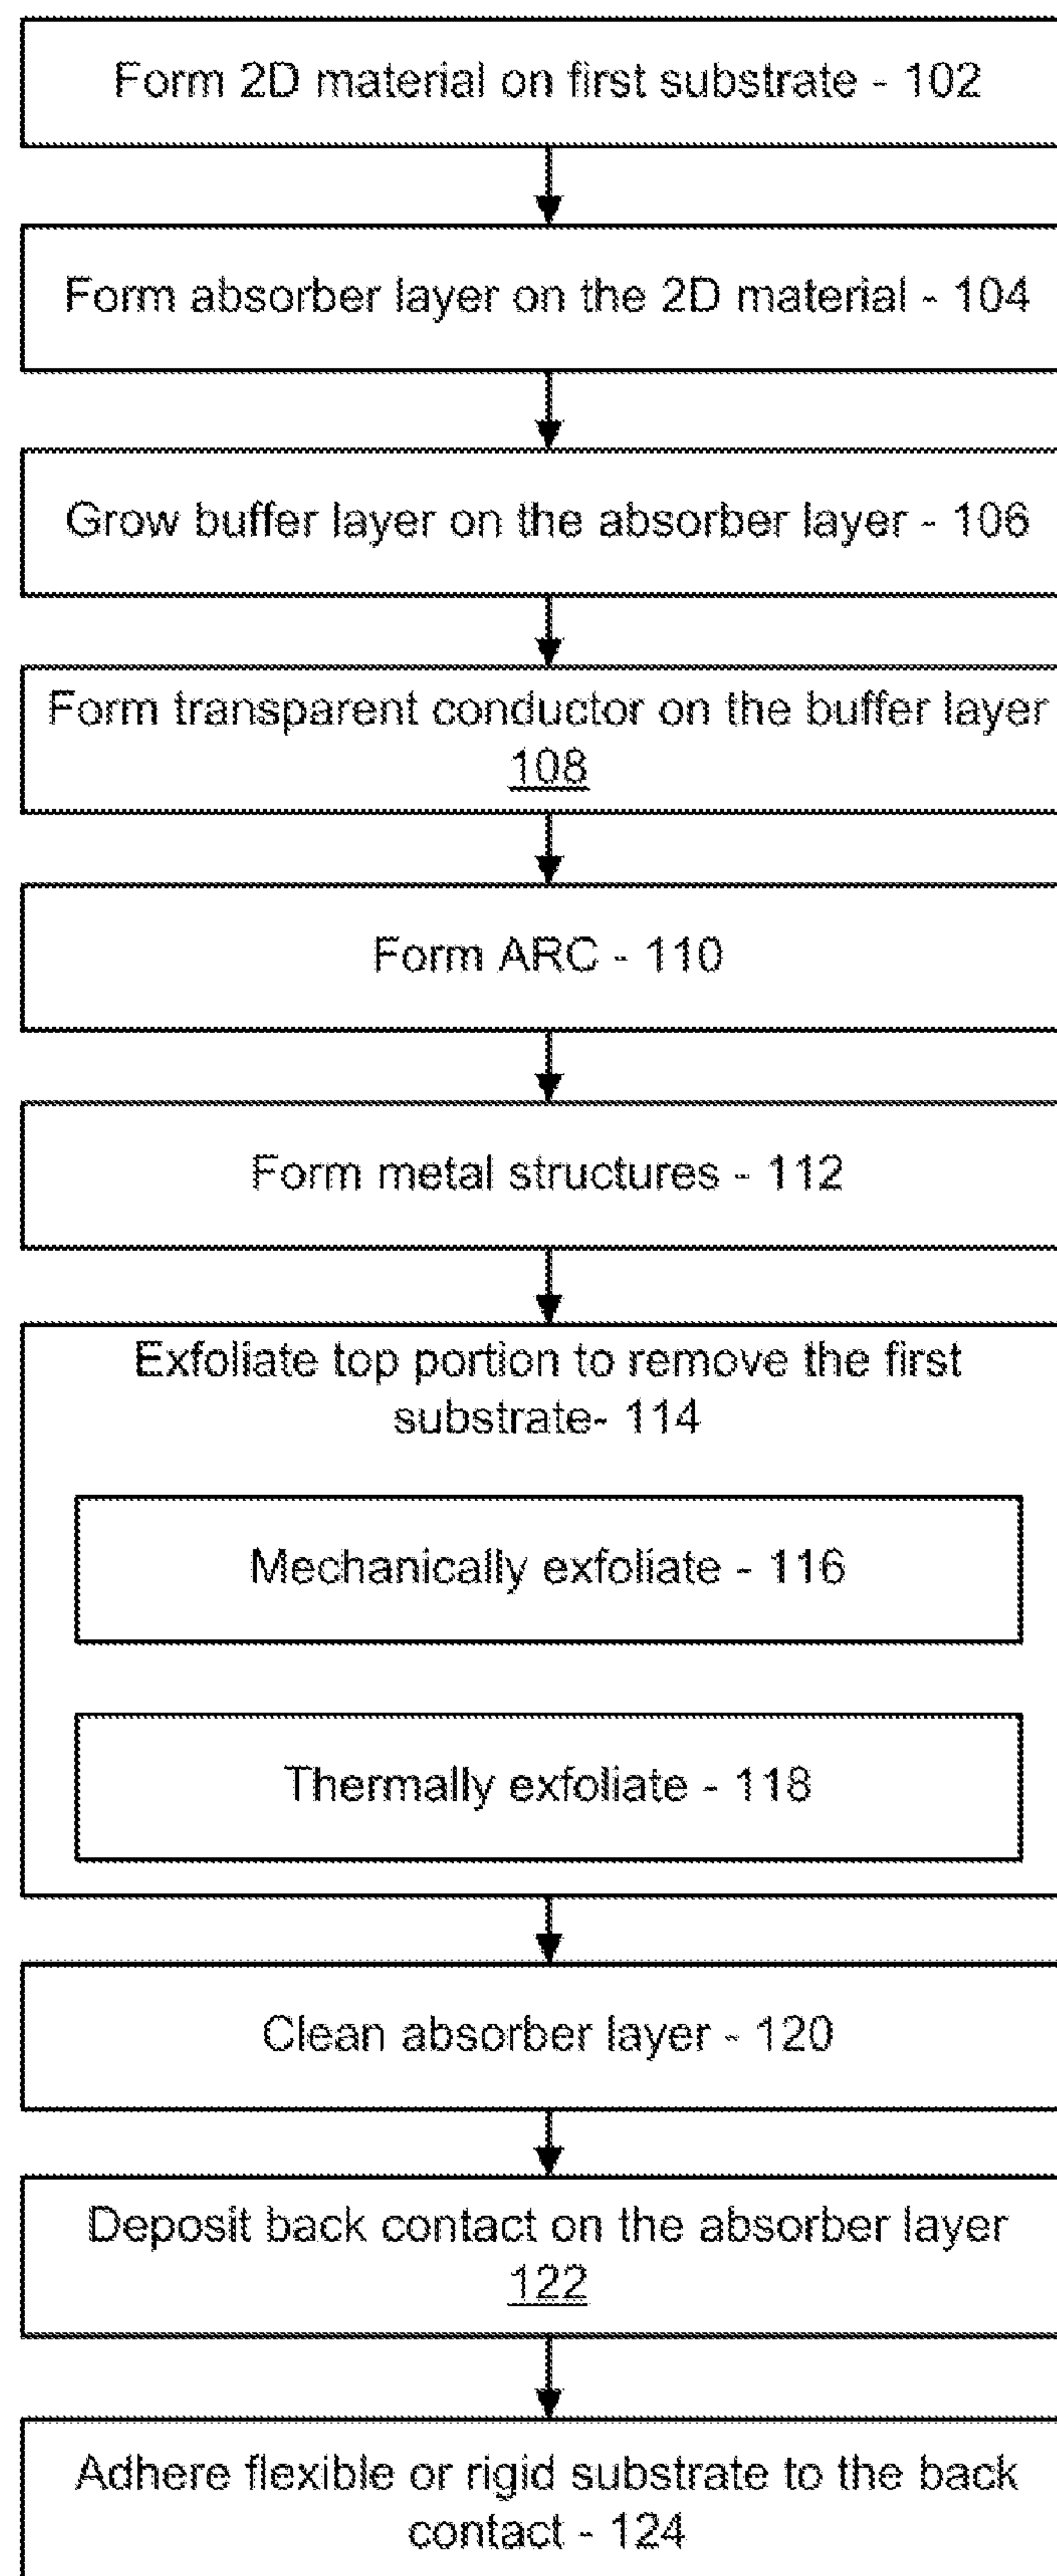 Form 2D material on first substrate - 102
Form absorber layer on the 2D material - 104
Grow buffer layer on the absorber layer - 106
Form transparent conductor on the buffer layer
108
Form ARC - 110
Form metal structures - 112
Exfoliate top portion to remove the first
substrate- 114
Mechanically exfoliate - 116
Thermally exfoliate - 118
Clean absorber layer - 120
Deposit back contact on the absorber layer
122
Adhere flexible or rigid substrate to the back
contact - 124